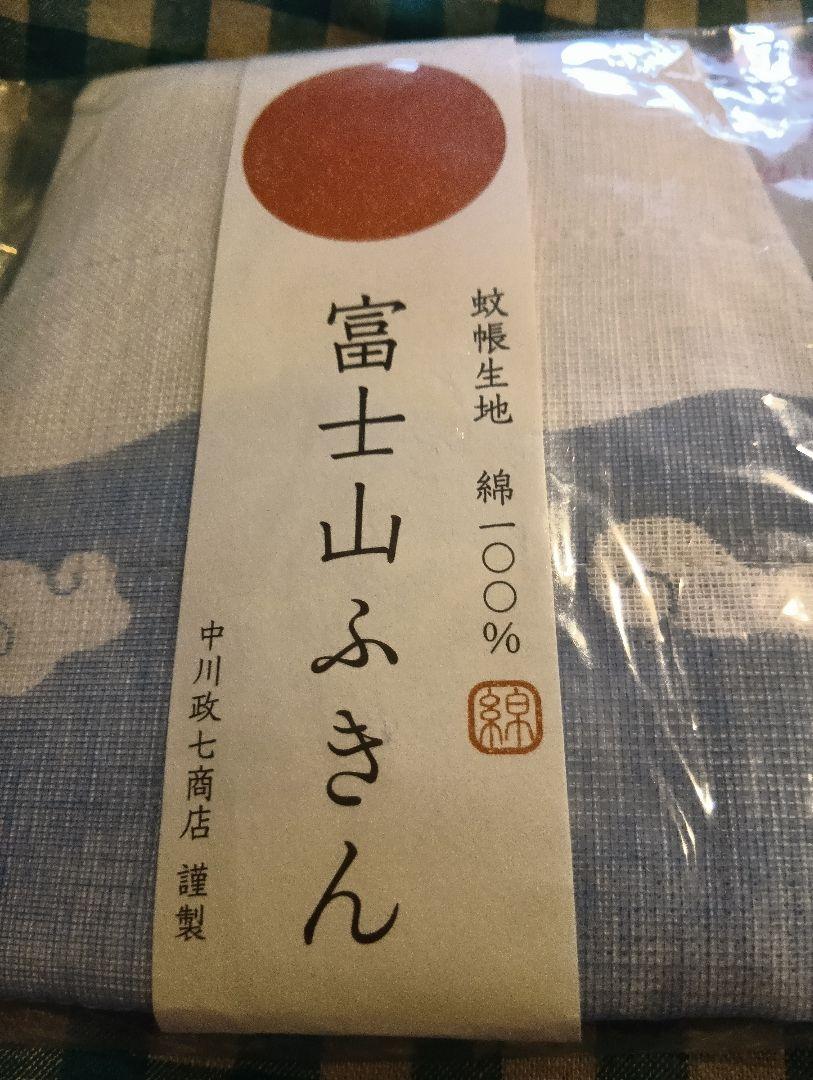 蚊帳生地 綿一〇〇%
綿
富士山ふきん
中川政七商店 謹製